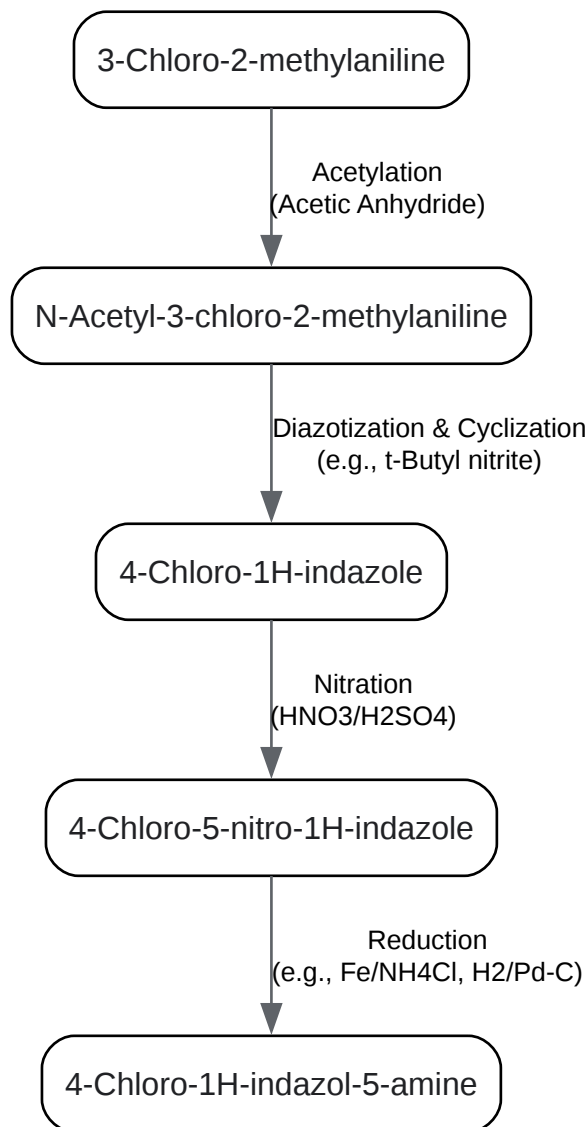 3-Chloro-2-methylaniline
Acetylation
(Acetic Anhydride)
N-Acetyl-3-chloro-2-methylaniline
Diazotization & Cyclization
(e.g., t-Butyl nitrite)
4-Chloro-1H-indazole
Nitration
(HNO3/H2SO4)
4-Chloro-5-nitro-1H-indazole
Reduction
(e.g., Fe/NH4Cl, H2/Pd-C)
4-Chloro-1H-indazol-5-amine